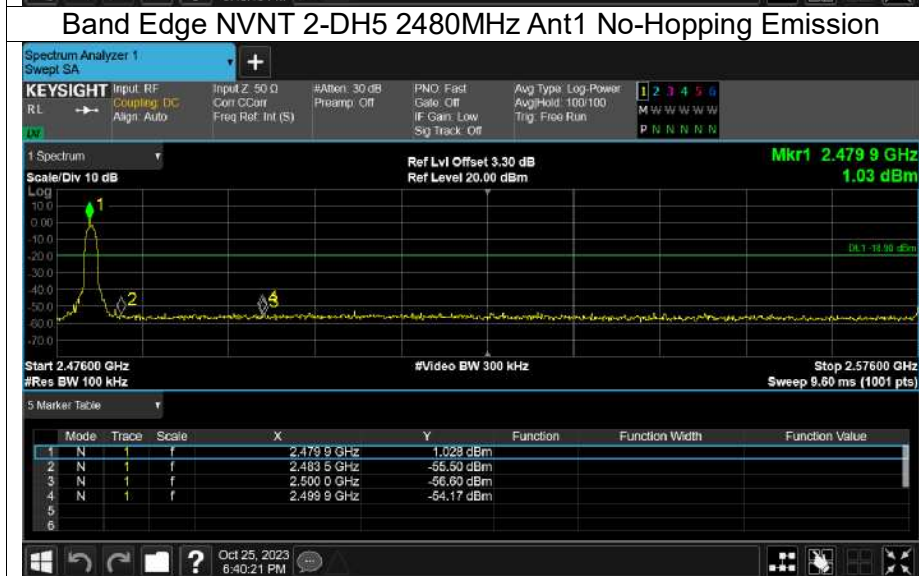 Band Edge NVNT 2-DH5 2480MHz Ant1 No-Hopping Emission
Spectrum Analyzer 1
Swept SA
+
KEYSIGHT Input: RF Input Z: 50 Ω #Atten: 30 dB PNO: Fast Avg Type: Log-Power 1 2 3 4 5 6
RL Coupling: DC Corr CCorr Preamp: Off Gate: Off Avg|Hold: 100/100 M W W W W W
Align: Auto Freq Ref: Int (S) IF Gain: Low Trig: Free Run
Sig Track: Off P N N N N N
1 Spectrum Ref Lvl Offset 3.30 dB Mkr1 2.479 9 GHz
Scale/Div 10 dB Ref Level 20.00 dBm 1.03 dBm
Log
10.0
1
0.00
-10.0
DL1 -18.90 dBm
-20.0
-30.0
-40.0
2
-50.0
-60.0
-70.0
Start 2.47600 GHz #Video BW 300 kHz Stop 2.57600 GHz
#Res BW 100 kHz Sweep 9.60 ms (1001 pts)
5 Marker Table
Mode Trace Scale X Y Function Function Width Function Value
1 N 1 f 2.479 9 GHz 1.028 dBm
2 N 1 f 2.483 5 GHz -55.50 dBm
3 N 1 f 2.500 0 GHz -56.60 dBm
4 N 1 f 2.499 9 GHz -54.17 dBm
5
6
? Oct 25, 2023
6:40:21 PM